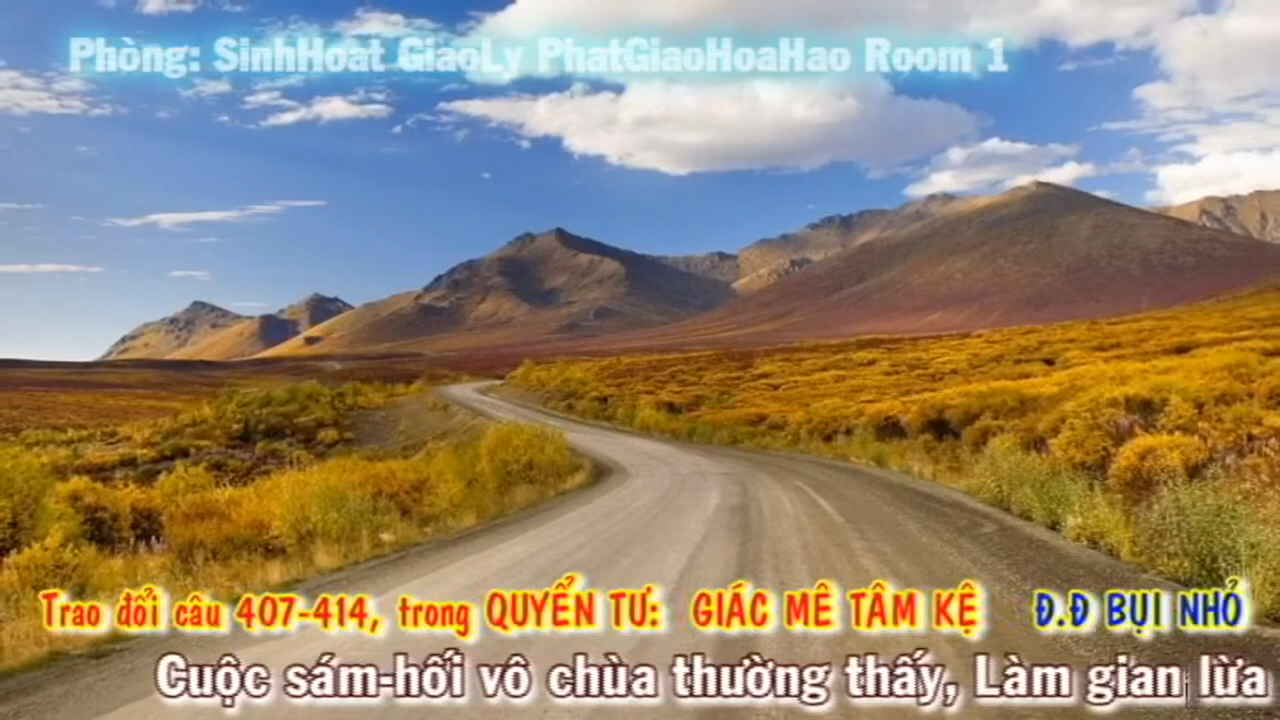 Phòng: SinhHoat GiaoLy PhatGiaoHoaHao Room 1
Trao đổi câu 407-414, trong QUYỂN TƯ: GIÁC MÊ TÂM KỆ Đ.Đ BỤI NHỎ
Cuộc sám-hối vô chùa thường thấy, Làm gian lừa